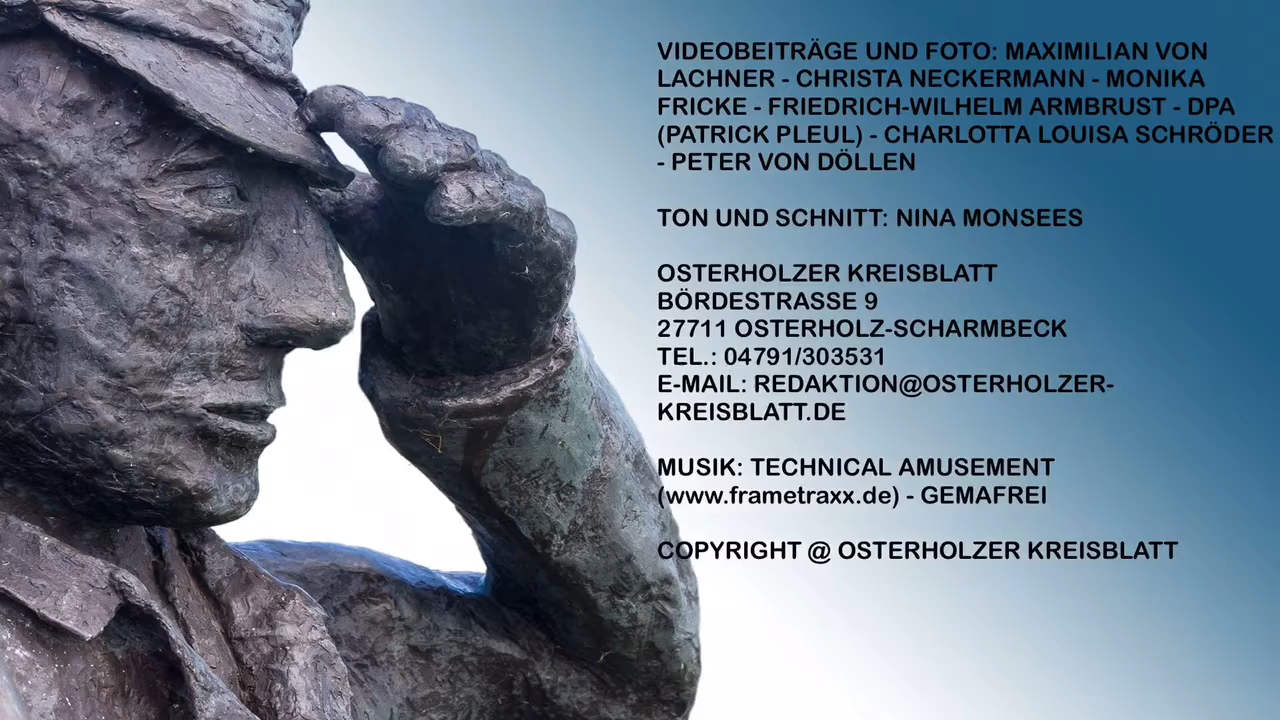 VIDEOBEITRÄGE UND FOTO: MAXIMILIAN VON
LACHNER - CHRISTA NECKERMANN - MONIKA
FRICKE - FRIEDRICH-WILHELM ARMBRUST - DPA
(PATRICK PLEUL) - CHARLOTTA LOUISA SCHRÖDER
- PETER VON DÖLLEN
TON UND SCHNITT: NINA MONSEES
OSTERHOLZER KREISBLATT
BÖRDESTRASSE 9
27711 OSTERHOLZ-SCHARMBECK
TEL.: 04791/303531
E-MAIL: REDAKTION@OSTERHOLZER-
KREISBLATT.DE
MUSIK: TECHNICAL AMUSEMENT
(www.frametraxx.de) - GEMAFREI
COPYRIGHT @ OSTERHOLZER KREISBLATT